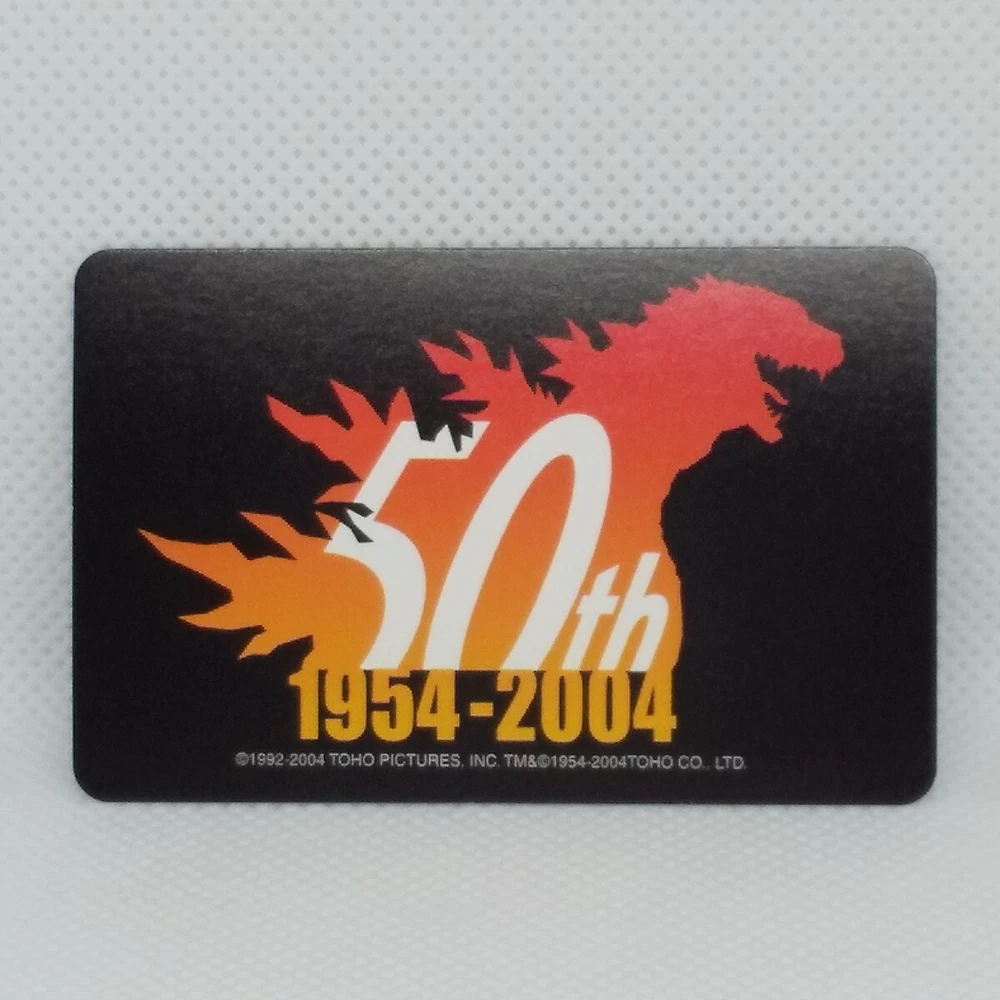 50th
1954-2004
©1992-2004 TOHO PICTURES, INC. TM&©1954-2004TOHO CO., LTD.